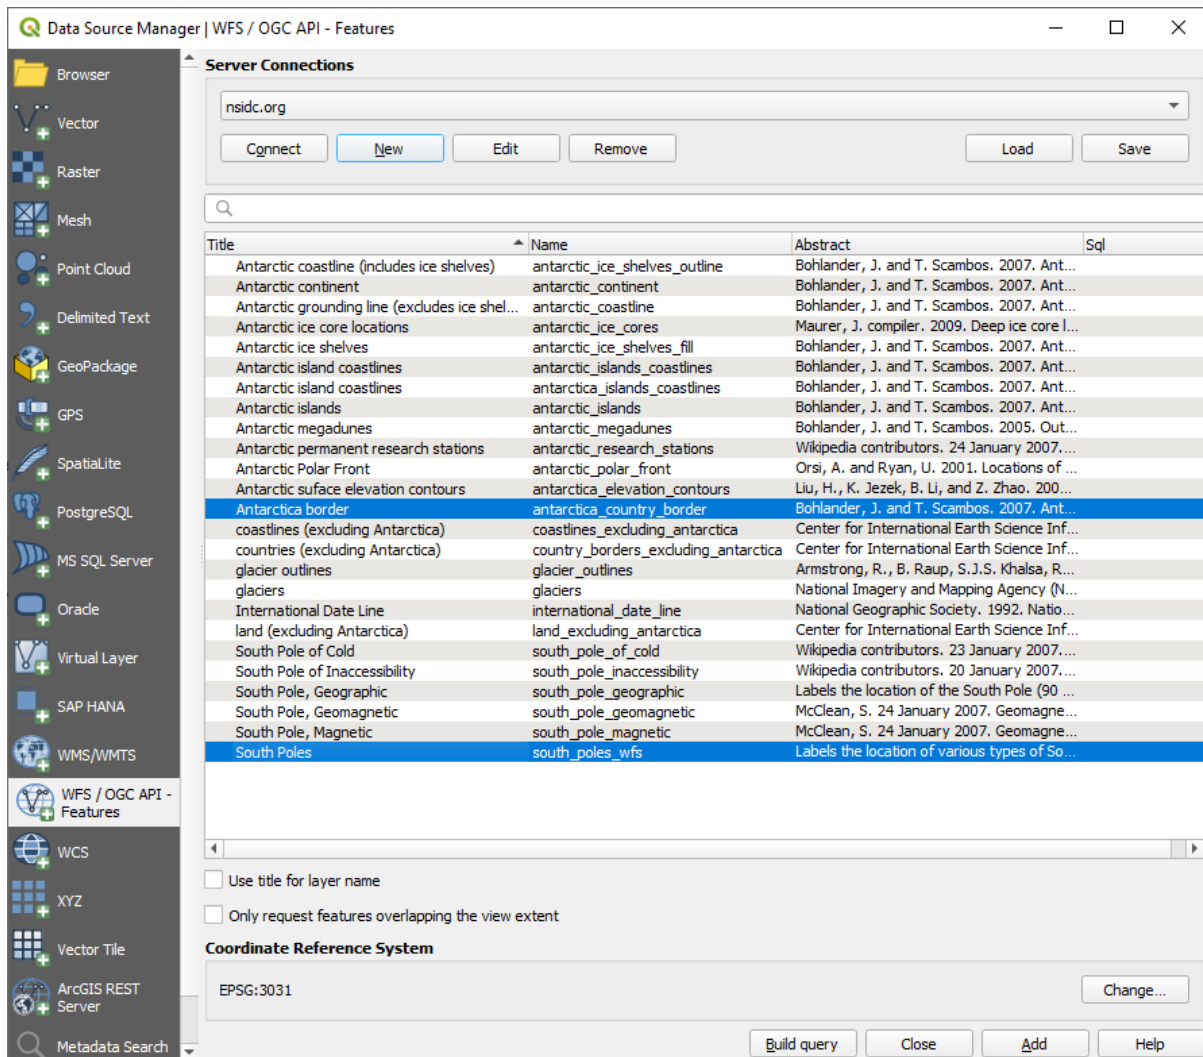 Data Source Manager | WFS / OGC API - Features
Browser
Vector
Raster
Mesh
Point Cloud
Delimited Text
GeoPackage
GPS
SpatiaLite
PostgreSQL
MS SQL Server
Oracle
Virtual Layer
SAP HANA
WMS/WMTS
WFS / OGC API -
Features
WCS
XYZ
Vector Tile
ArcGIS REST
Server
Metadata Search
Server Connections
nsidc.org
Connect New Edit Remove Load Save
Title Name Abstract Sql
Antarctic coastline (includes ice shelves) antarctic_ice_shelves_outline Bohlander, J. and T. Scambos. 2007. Ant...
Antarctic continent antarctic_continent Bohlander, J. and T. Scambos. 2007. Ant...
Antarctic grounding line (excludes ice shel... antarctic_coastline Bohlander, J. and T. Scambos. 2007. Ant...
Antarctic ice core locations antarctic_ice_cores Maurer, J. compiler. 2009. Deep ice core l...
Antarctic ice shelves antarctic_ice_shelves_fill Bohlander, J. and T. Scambos. 2007. Ant...
Antarctic island coastlines antarctic_islands_coastlines Bohlander, J. and T. Scambos. 2007. Ant...
Antarctic island coastlines antarctica_islands_coastlines Bohlander, J. and T. Scambos. 2007. Ant...
Antarctic islands antarctic_islands Bohlander, J. and T. Scambos. 2007. Ant...
Antarctic megadunes antarctic_megadunes Bohlander, J. and T. Scambos. 2005. Out...
Antarctic permanent research stations antarctic_research_stations Wikipedia contributors. 24 January 2007....
Antarctic Polar Front antarctic_polar_front Orsi, A. and Ryan, U. 2001. Locations of ...
Antarctic suface elevation contours antarctica_elevation_contours Liu, H., K. Jezek, B. Li, and Z. Zhao. 200...
Antarctica border antarctica_country_border Bohlander, J. and T. Scambos. 2007. Ant...
coastlines (excluding Antarctica) coastlines_excluding_antarctica Center for International Earth Science Inf...
countries (excluding Antarctica) country_borders_excluding_antarctica Center for International Earth Science Inf...
glacier outlines glacier_outlines Armstrong, R., B. Raup, S.J.S. Khalsa, R...
glaciers glaciers National Imagery and Mapping Agency (N...
International Date Line international_date_line National Geographic Society. 1992. Natio...
land (excluding Antarctica) land_excluding_antarctica Center for International Earth Science Inf...
South Pole of Cold south_pole_of_cold Wikipedia contributors. 23 January 2007....
South Pole of Inaccessibility south_pole_inaccessibility Wikipedia contributors. 20 January 2007....
South Pole, Geographic south_pole_geographic Labels the location of the South Pole (90 ...
South Pole, Geomagnetic south_pole_geomagnetic McClean, S. 24 January 2007. Geomagne...
South Pole, Magnetic south_pole_magnetic McClean, S. 24 January 2007. Geomagne...
South Poles south_poles_wfs Labels the location of various types of So...
Use title for layer name
Only request features overlapping the view extent
Coordinate Reference System
EPSG:3031 Change...
Build query Close Add Help